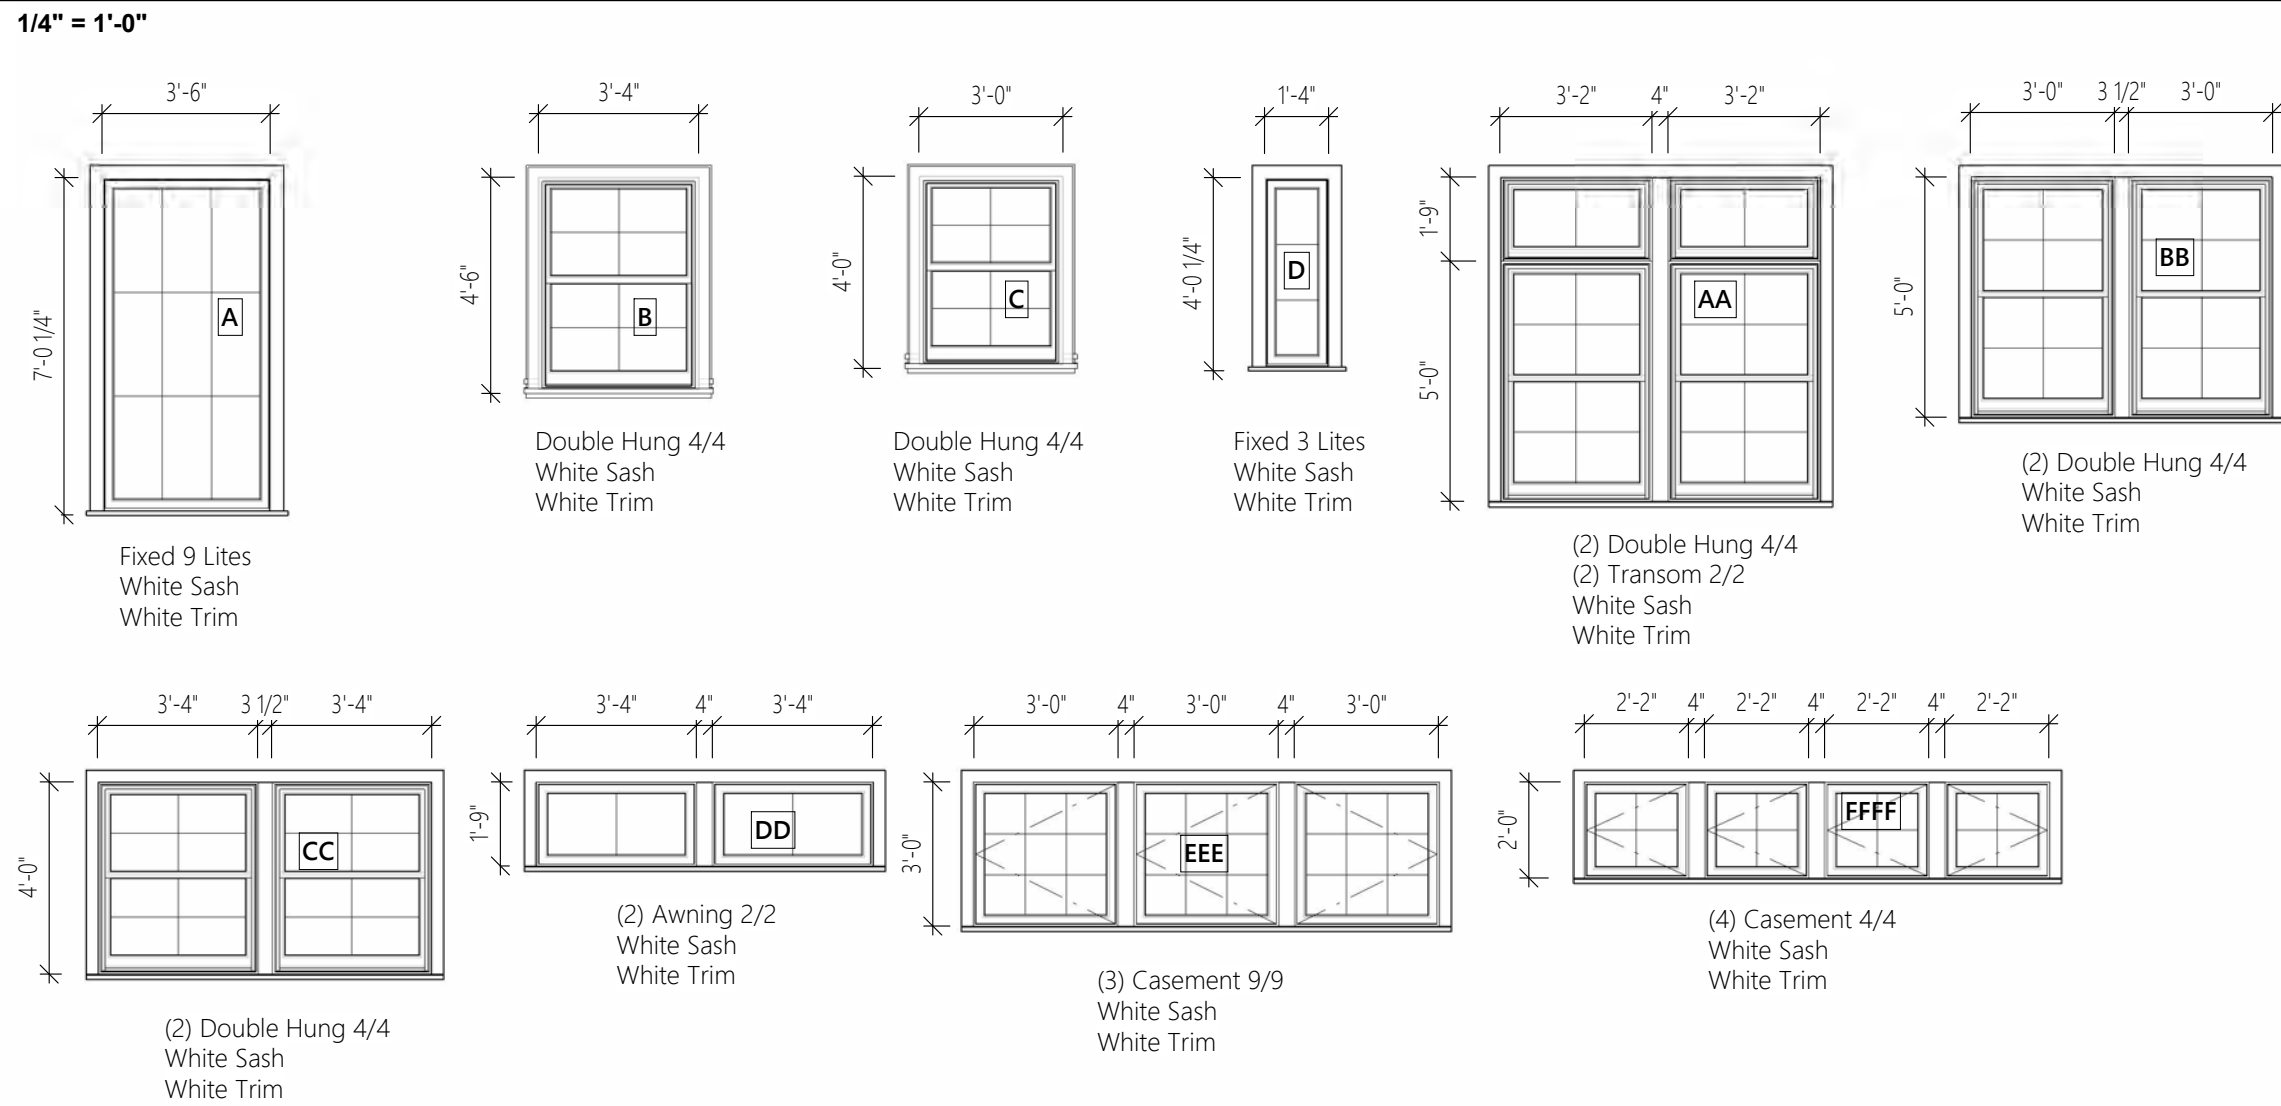 1/4" = 1'-0"
3'-6"
7'-0 1/4"
A
Fixed 9 Lites
White Sash
White Trim
3'-4"
4'-6"
B
Double Hung 4/4
White Sash
White Trim
3'-0"
4'-0"
C
Double Hung 4/4
White Sash
White Trim
1'-4"
4'-0 1/4"
D
Fixed 3 Lites
White Sash
White Trim
3'-2" 4" 3'-2"
1'-9"
5'-0"
AA
(2) Double Hung 4/4
(2) Transom 2/2
White Sash
White Trim
3'-0" 3 1/2" 3'-0"
5'-0"
BB
(2) Double Hung 4/4
White Sash
White Trim
3'-4" 3 1/2" 3'-4"
4'-0"
CC
(2) Double Hung 4/4
White Sash
White Trim
3'-4" 4" 3'-4"
1'-9"
DD
(2) Awning 2/2
White Sash
White Trim
3'-0" 4" 3'-0" 4" 3'-0"
3'-0"
EEE
(3) Casement 9/9
White Sash
White Trim
2'-2" 4" 2'-2" 4" 2'-2" 4" 2'-2"
2'-0"
FFFF
(4) Casement 4/4
White Sash
White Trim